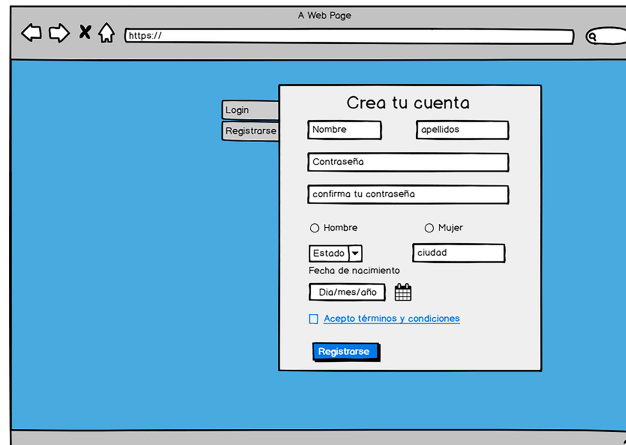 A Web Page
https://
Login
Registrarse
Crea tu cuenta
Nombre
apellidos
Contraseña
confirma tu contraseña
Hombre
Mujer
Estado
ciudad
Fecha de nacimiento
Dia/mes/año
Acepto términos y condiciones
Registrarse